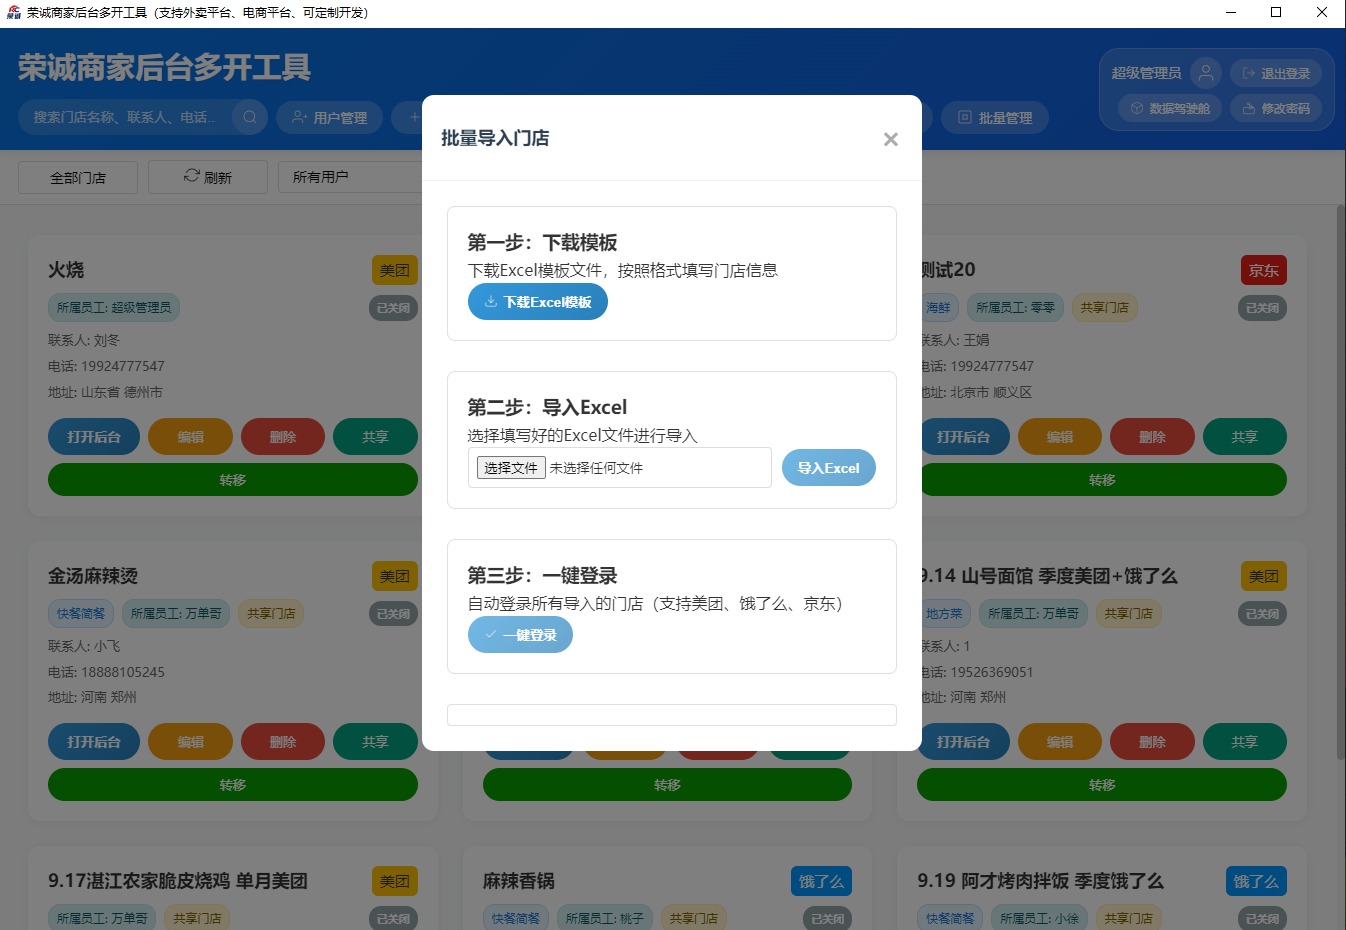 荣诚商家后台多开工具（支持外卖平台、电商平台、可定制开发）
荣诚商家后台多开工具
超级管理员
退出登录
搜索门店名称、联系人、电话..
用户管理
批量管理
数据驾驶舱
修改密码
全部门店
刷新
所有用户
批量导入门店
第一步：下载模板
下载Excel模板文件，按照格式填写门店信息
下载Excel模板
第二步：导入Excel
选择填写好的Excel文件进行导入
选择文件 未选择任何文件
导入Excel
第三步：一键登录
自动登录所有导入的门店（支持美团、饿了么、京东）
一键登录
火烧
美团
所属员工: 超级管理员
已关闭
联系人: 刘冬
电话: 19924777547
地址: 山东省 德州市
打开后台
编辑
删除
共享
转移
测试20
京东
海鲜
所属员工: 零零
共享门店
已关闭
联系人: 王娟
电话: 19924777547
地址: 北京市 顺义区
打开后台
编辑
删除
共享
转移
金汤麻辣烫
美团
快餐简餐
所属员工: 万单哥
共享门店
已关闭
联系人: 小飞
电话: 18888105245
地址: 河南 郑州
打开后台
编辑
删除
共享
转移
转移
9.14 山号面馆 季度美团+饿了么
美团
地方菜
所属员工: 万单哥
共享门店
已关闭
联系人: 1
电话: 19526369051
地址: 河南 郑州
打开后台
编辑
删除
共享
转移
9.17湛江农家脆皮烧鸡 单月美团
美团
所属员工: 万单哥
共享门店
已关闭
麻辣香锅
饿了么
快餐简餐
所属员工: 桃子
共享门店
已关闭
9.19 阿才烤肉拌饭 季度饿了么
饿了么
快餐简餐
所属员工: 小徐
共享门店
已关闭